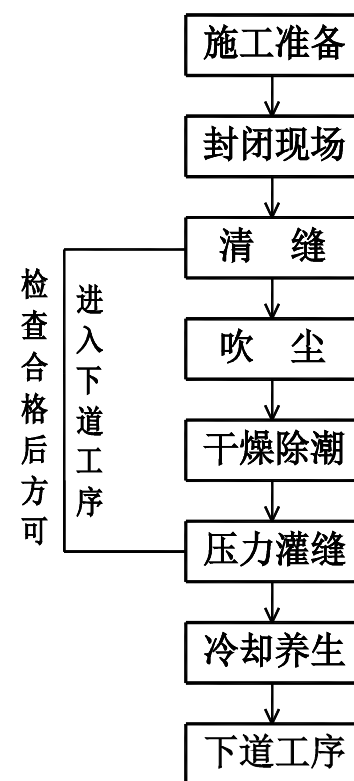 施工准备
封闭现场
清 缝
吹 尘
干燥除潮
压力灌缝
冷却养生
下道工序
检查合格后方可
进入下道工序